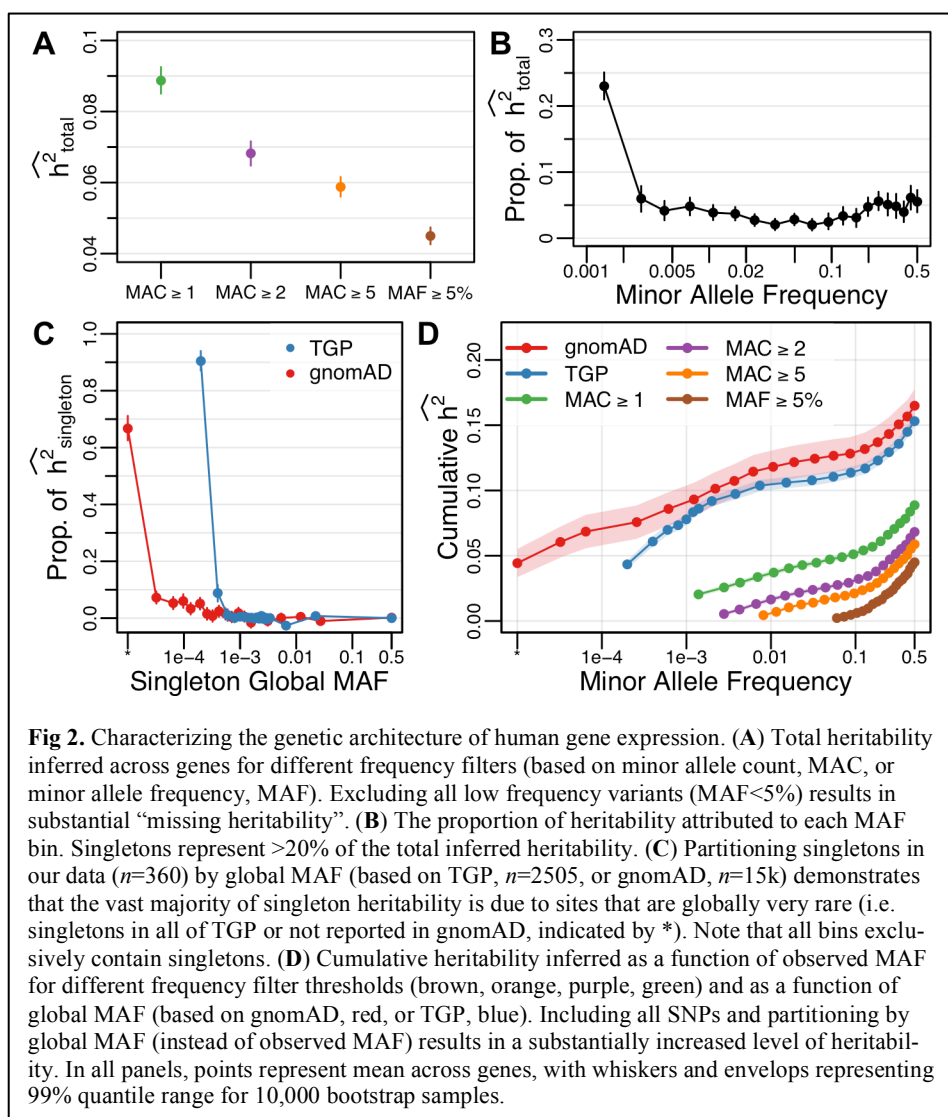 A
B
0.1
0.08
0.06
0.04
ĥ²total
MAC ≥ 1 MAC ≥ 2 MAC ≥ 5 MAF ≥ 5%
0.3
0.2
0.1
0
Prop. of ĥ²total
0.001 0.005 0.02 0.1 0.5
Minor Allele Frequency
C
TGP
gnomAD
1.0
0.8
0.6
0.4
0.2
0.0
Prop. of ĥ²singleton
* 1e−4 1e−3 0.01 0.1 0.5
Singleton Global MAF
D
gnomAD MAC ≥ 2
TGP MAC ≥ 5
MAC ≥ 1 MAF ≥ 5%
0.20
0.15
0.10
0.05
0.00
Cumulative ĥ²
* 1e−4 1e−3 0.01 0.1 0.5
Minor Allele Frequency
Fig 2. Characterizing the genetic architecture of human gene expression. (A) Total heritability
inferred across genes for different frequency filters (based on minor allele count, MAC, or
minor allele frequency, MAF). Excluding all low frequency variants (MAF<5%) results in
substantial “missing heritability”. (B) The proportion of heritability attributed to each MAF
bin. Singletons represent >20% of the total inferred heritability. (C) Partitioning singletons in
our data (n=360) by global MAF (based on TGP, n=2505, or gnomAD, n=15k) demonstrates
that the vast majority of singleton heritability is due to sites that are globally very rare (i.e.
singletons in all of TGP or not reported in gnomAD, indicated by *). Note that all bins exclu-
sively contain singletons. (D) Cumulative heritability inferred as a function of observed MAF
for different frequency filter thresholds (brown, orange, purple, green) and as a function of
global MAF (based on gnomAD, red, or TGP, blue). Including all SNPs and partitioning by
global MAF (instead of observed MAF) results in a substantially increased level of heritabil-
ity. In all panels, points represent mean across genes, with whiskers and envelops representing
99% quantile range for 10,000 bootstrap samples.